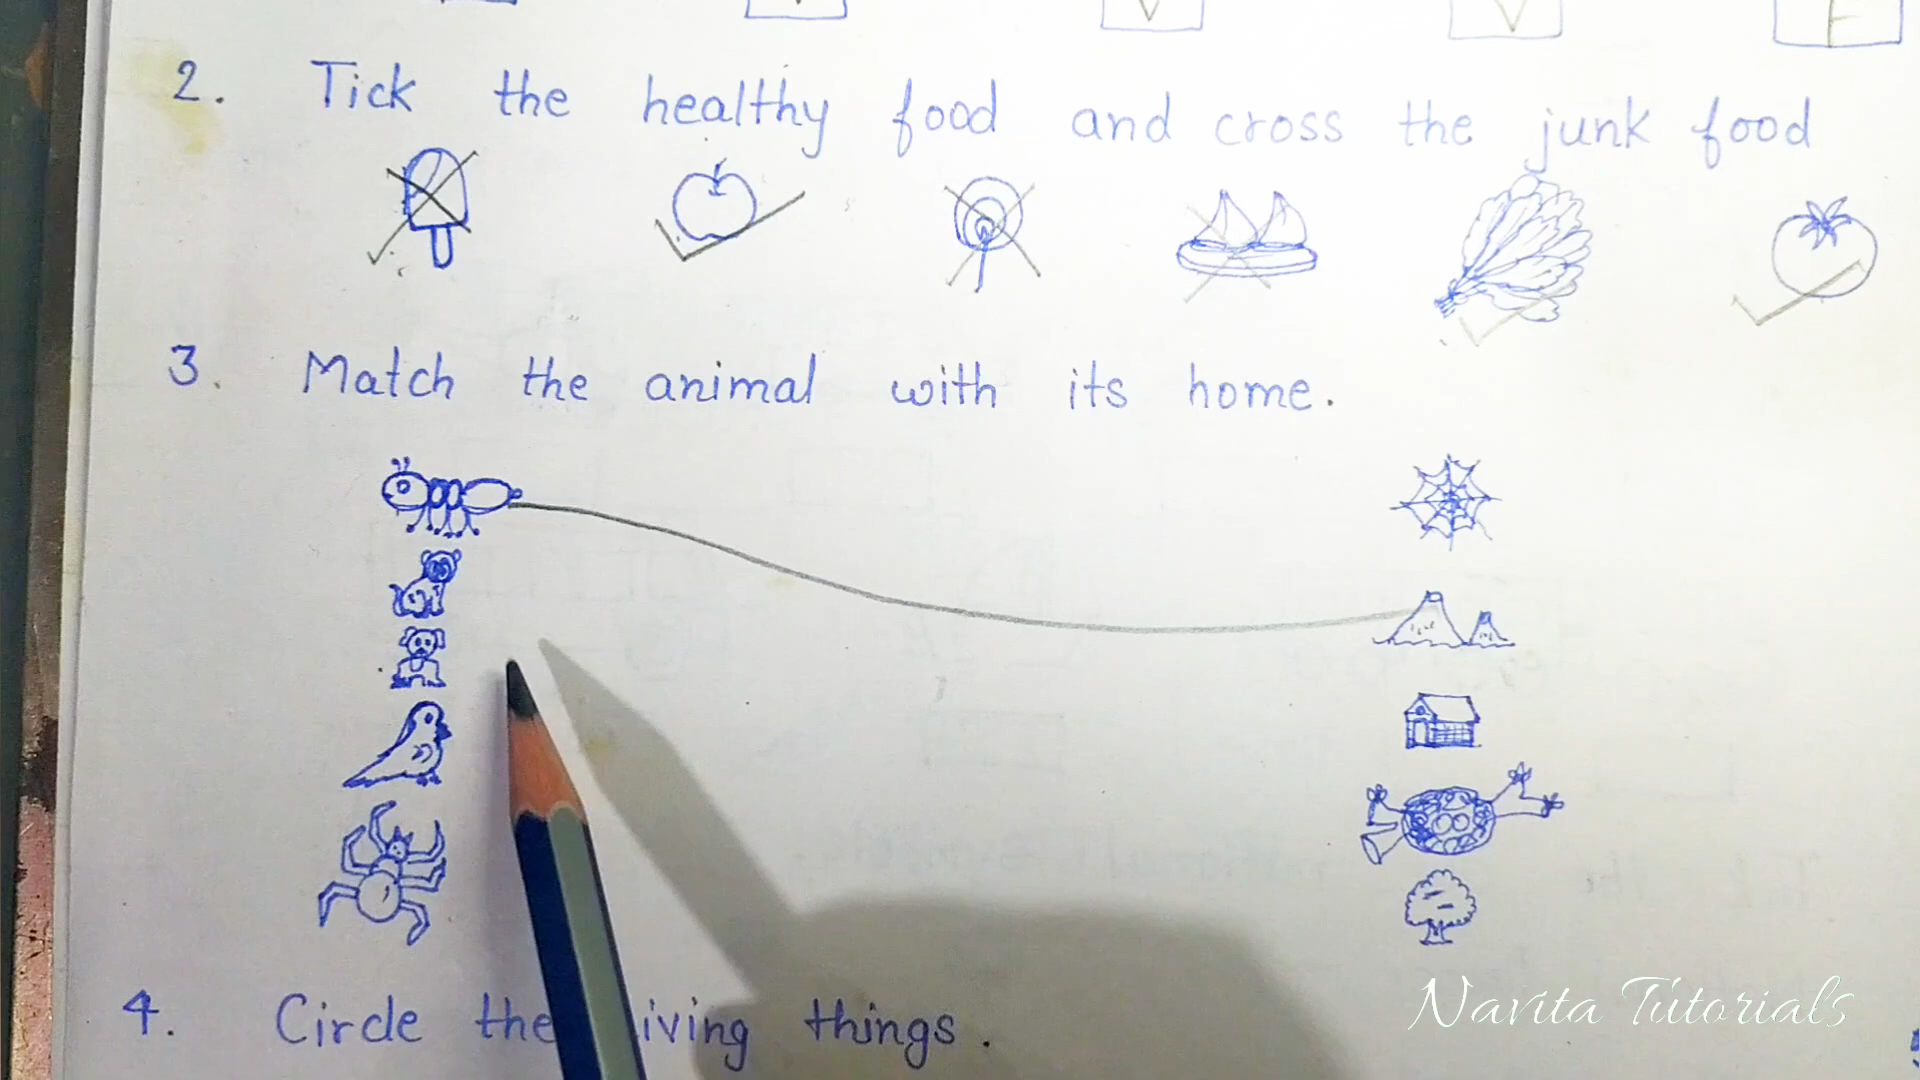 V V F
2. Tick the healthy food and cross the junk food
3. Match the animal with its home.
4. Circle the living things.
Navita Tutorials